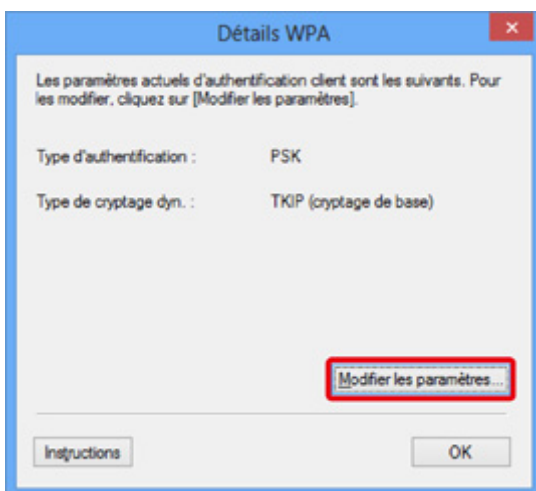 Détails WPA
Les paramètres actuels d'authentification client sont les suivants. Pour
les modifier, cliquez sur [Modifier les paramètres].
Type d'authentification : PSK
Type de cryptage dyn. : TKIP (cryptage de base)
Modifier les paramètres...
Instructions OK